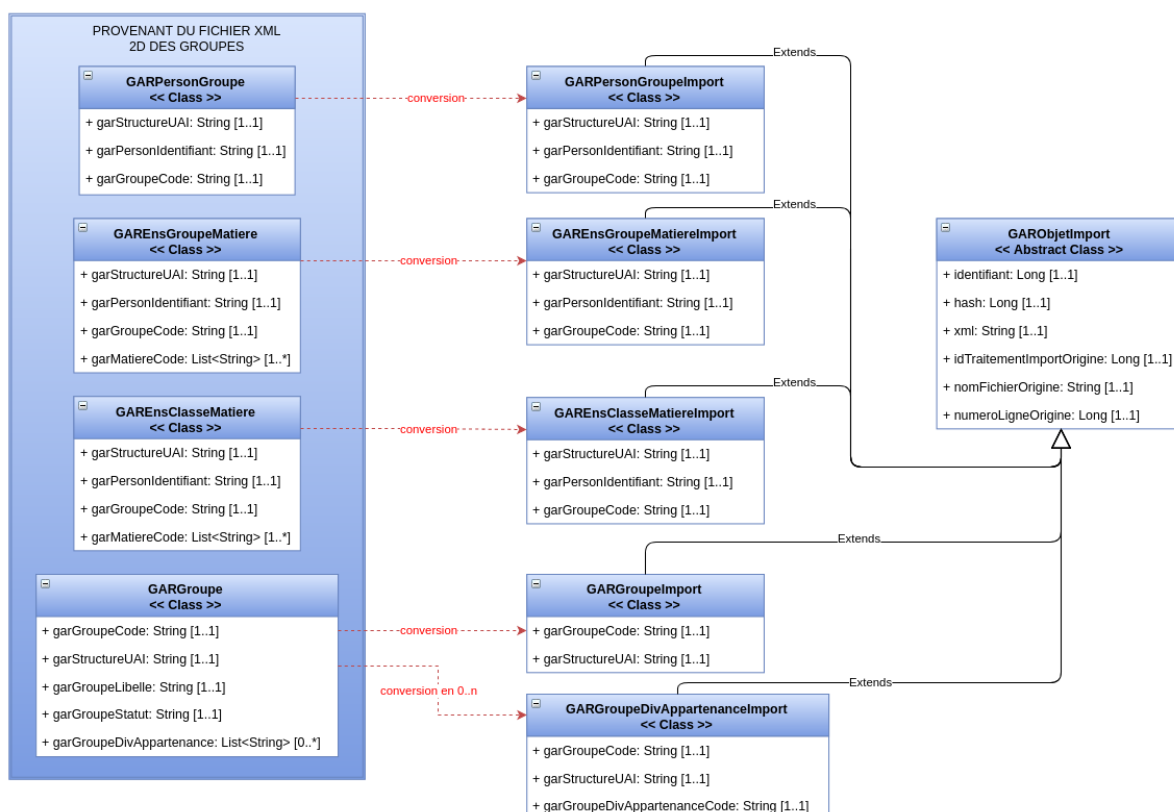 PROVENANT DU FICHIER XML
2D DES GROUPES
GARPersonGroupe
<< Class >>
+ garStructureUAI: String [1..1]
+ garPersonIdentifiant: String [1..1]
+ garGroupeCode: String [1..1]
conversion
GARPersonGroupeImport
<< Class >>
+ garStructureUAI: String [1..1]
+ garPersonIdentifiant: String [1..1]
+ garGroupeCode: String [1..1]
Extends
GAREnsGroupeMatiere
<< Class >>
+ garStructureUAI: String [1..1]
+ garPersonIdentifiant: String [1..1]
+ garGroupeCode: String [1..1]
+ garMatiereCode: List<String> [1..*]
conversion
GAREnsGroupeMatiereImport
<< Class >>
+ garStructureUAI: String [1..1]
+ garPersonIdentifiant: String [1..1]
+ garGroupeCode: String [1..1]
Extends
GARObjetImport
<< Abstract Class >>
+ identifiant: Long [1..1]
+ hash: Long [1..1]
+ xml: String [1..1]
+ idTraitementImportOrigine: Long [1..1]
+ nomFichierOrigine: String [1..1]
+ numeroLigneOrigine: Long [1..1]
GAREnsClasseMatiere
<< Class >>
+ garStructureUAI: String [1..1]
+ garPersonIdentifiant: String [1..1]
+ garGroupeCode: String [1..1]
+ garMatiereCode: List<String> [1..*]
conversion
GAREnsClasseMatiereImport
<< Class >>
+ garStructureUAI: String [1..1]
+ garPersonIdentifiant: String [1..1]
+ garGroupeCode: String [1..1]
Extends
GARGroupe
<< Class >>
+ garGroupeCode: String [1..1]
+ garStructureUAI: String [1..1]
+ garGroupeLibelle: String [1..1]
+ garGroupeStatut: String [1..1]
+ garGroupeDivAppartenance: List<String> [0..*]
conversion
GARGroupeImport
<< Class >>
+ garGroupeCode: String [1..1]
+ garStructureUAI: String [1..1]
Extends
conversion en 0..n
GARGroupeDivAppartenanceImport
<< Class >>
+ garGroupeCode: String [1..1]
+ garStructureUAI: String [1..1]
+ garGroupeDivAppartenanceCode: String [1..1]
Extends